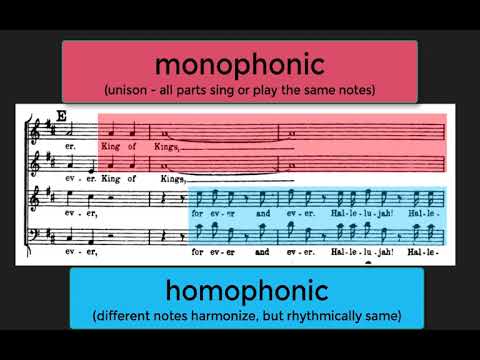 monophonic
(unison - all parts sing or play the same notes)
E
er. King of Kings,
ev-er. King of Kings,
ev-er, for ev-er and ev-er. Hal-le-lu-jah! Hal-le-
ev-er, for ev-er and ev-er. Hal-le-lu-jah! Hal-le-
homophonic
(different notes harmonize, but rhythmically same)